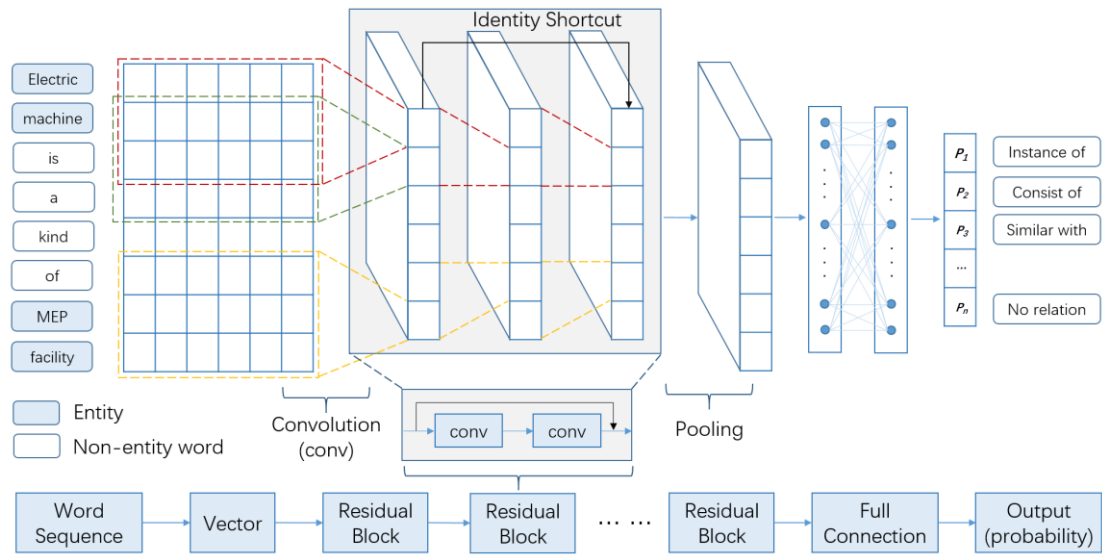 Identity Shortcut
Electric
machine
is
a
kind
of
MEP
facility
Entity
Non-entity word
Convolution
(conv)
conv
conv
Pooling
P1
P2
P3
...
Pn
Instance of
Consist of
Similar with
No relation
Word
Sequence
Vector
Residual
Block
Residual
Block
... ...
Residual
Block
Full
Connection
Output
(probability)